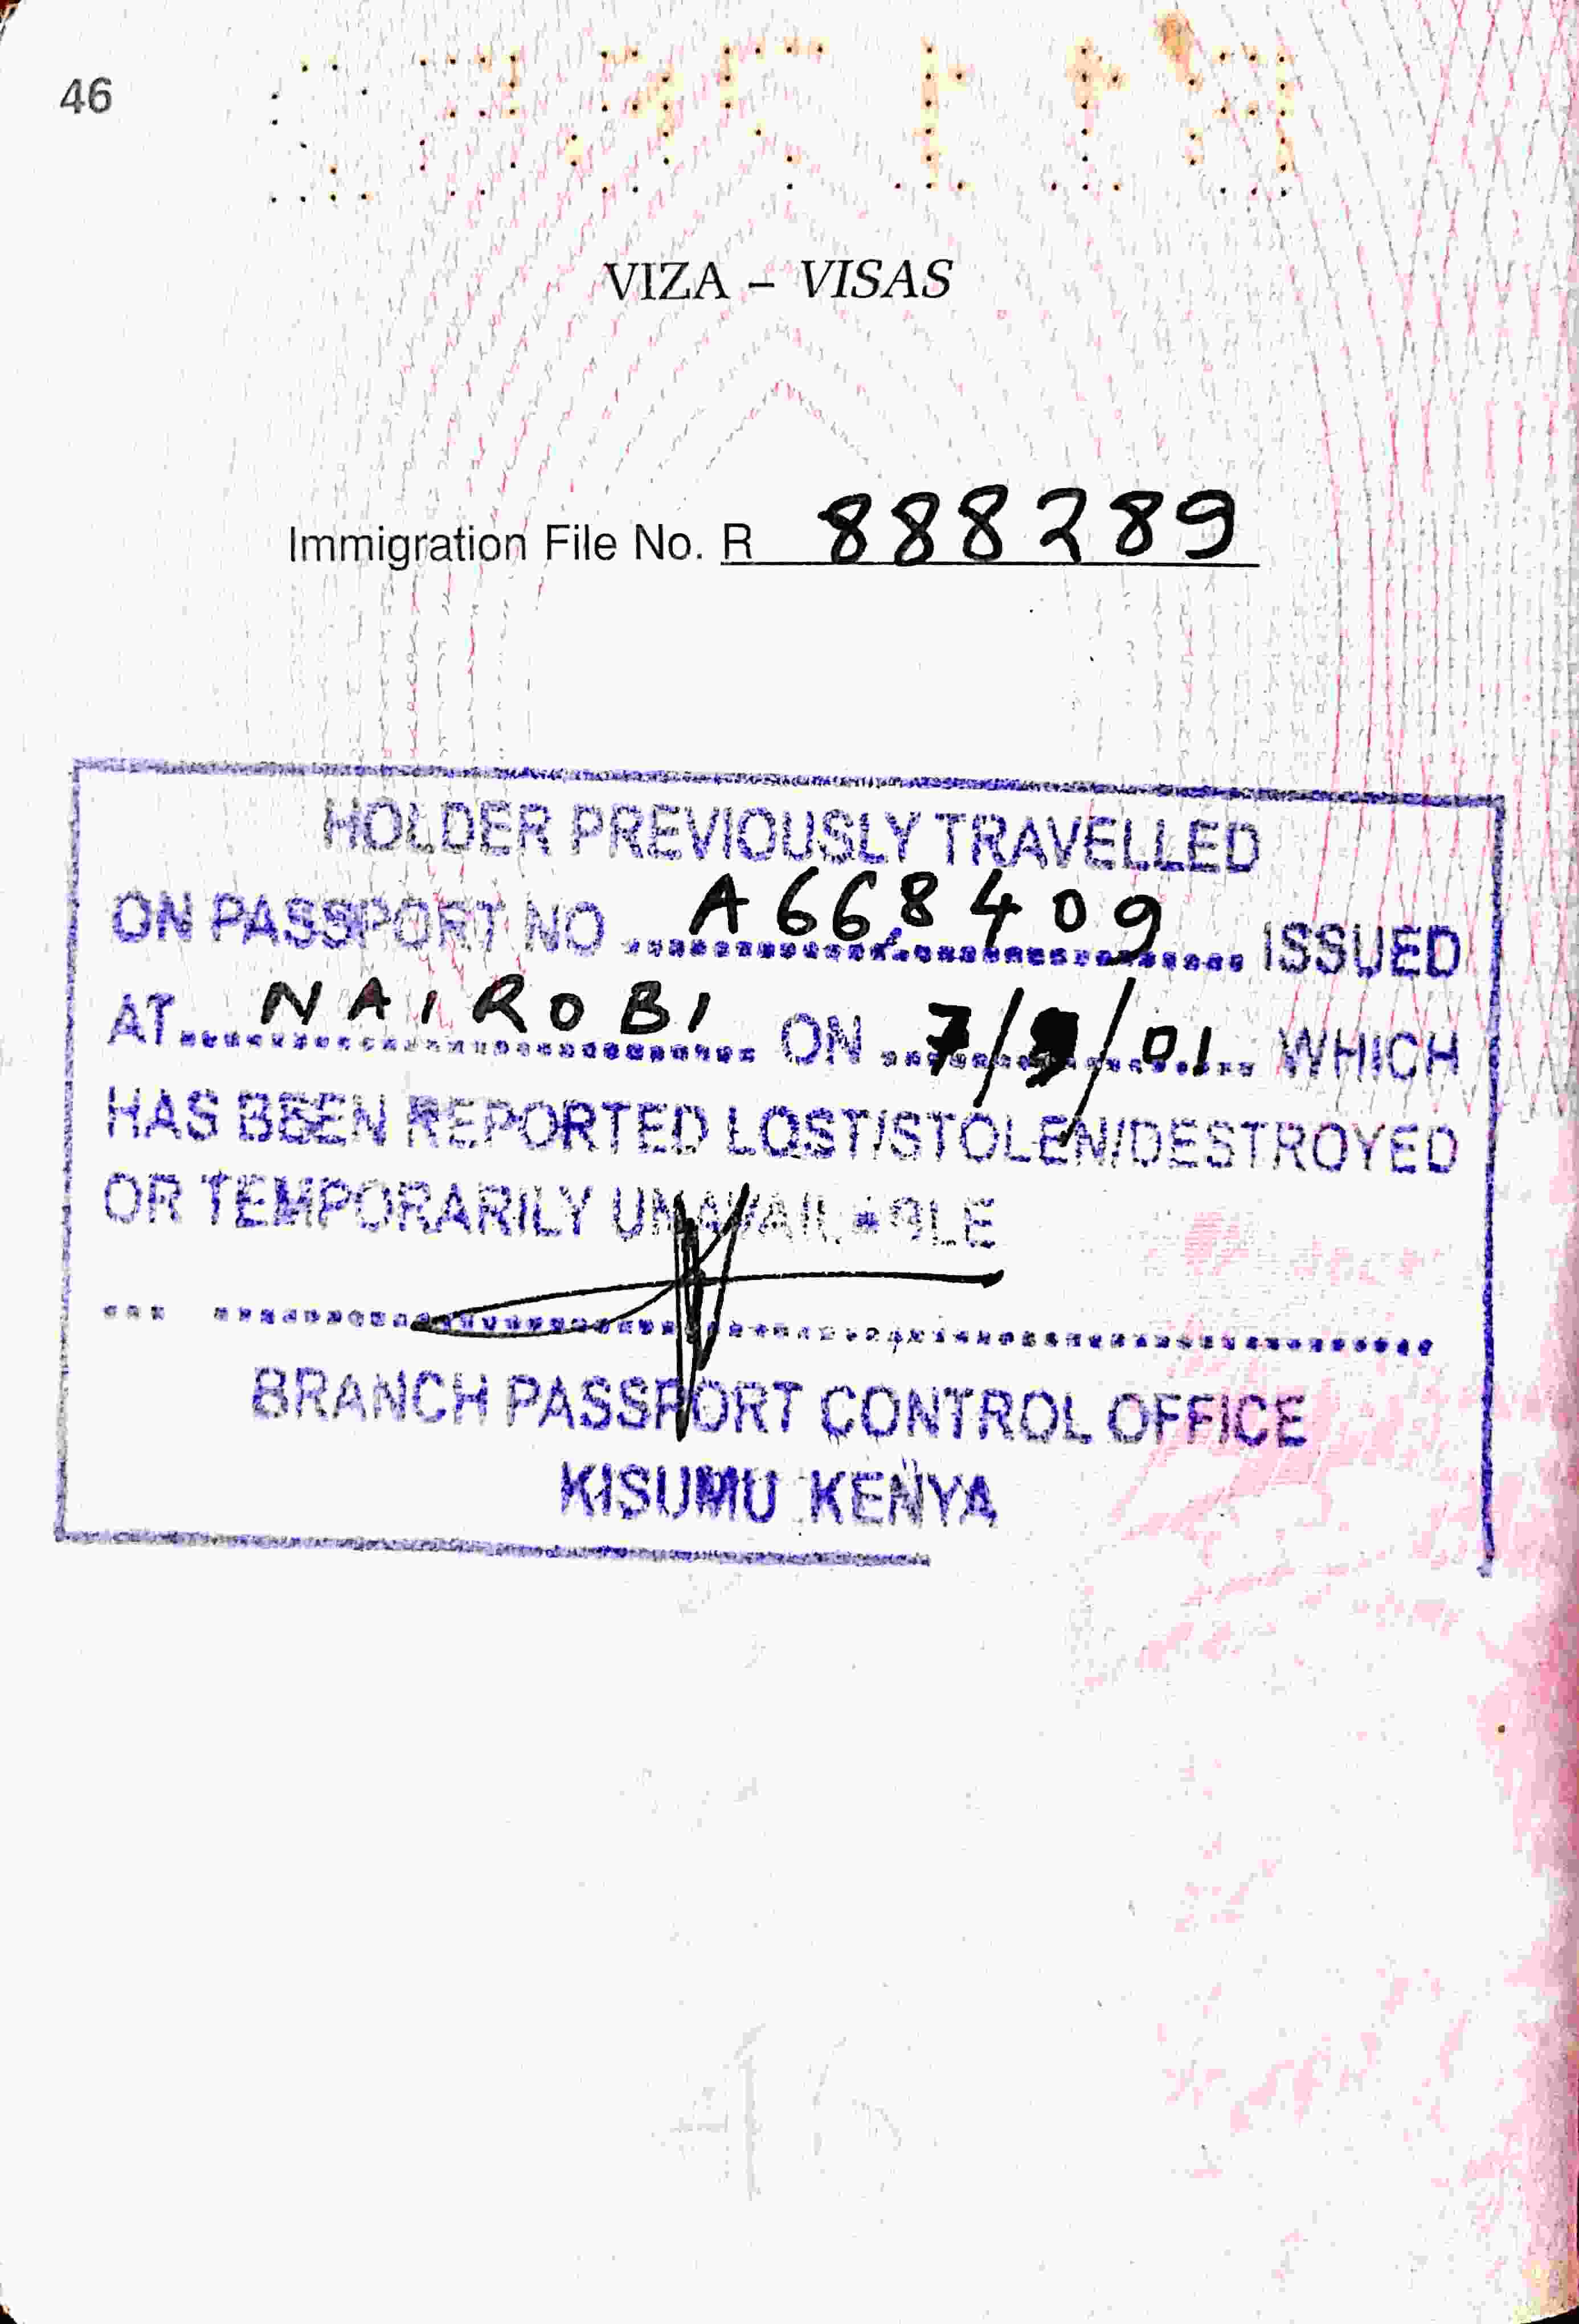 46
VIZA – VISAS
Immigration File No. R 888289
HOLDER PREVIOUSLY TRAVELLED
ON PASSPORT NO ........ A668409 ........ ISSUED
AT........ NAIROBI ........ ON ........ 7/ /01 ........ WHICH
HAS BEEN REPORTED LOST/STOLEN/DESTROYED
OR TEMPORARILY UNAVAILABLE
BRANCH PASSPORT CONTROL OFFICE
KISUMU KENYA
46